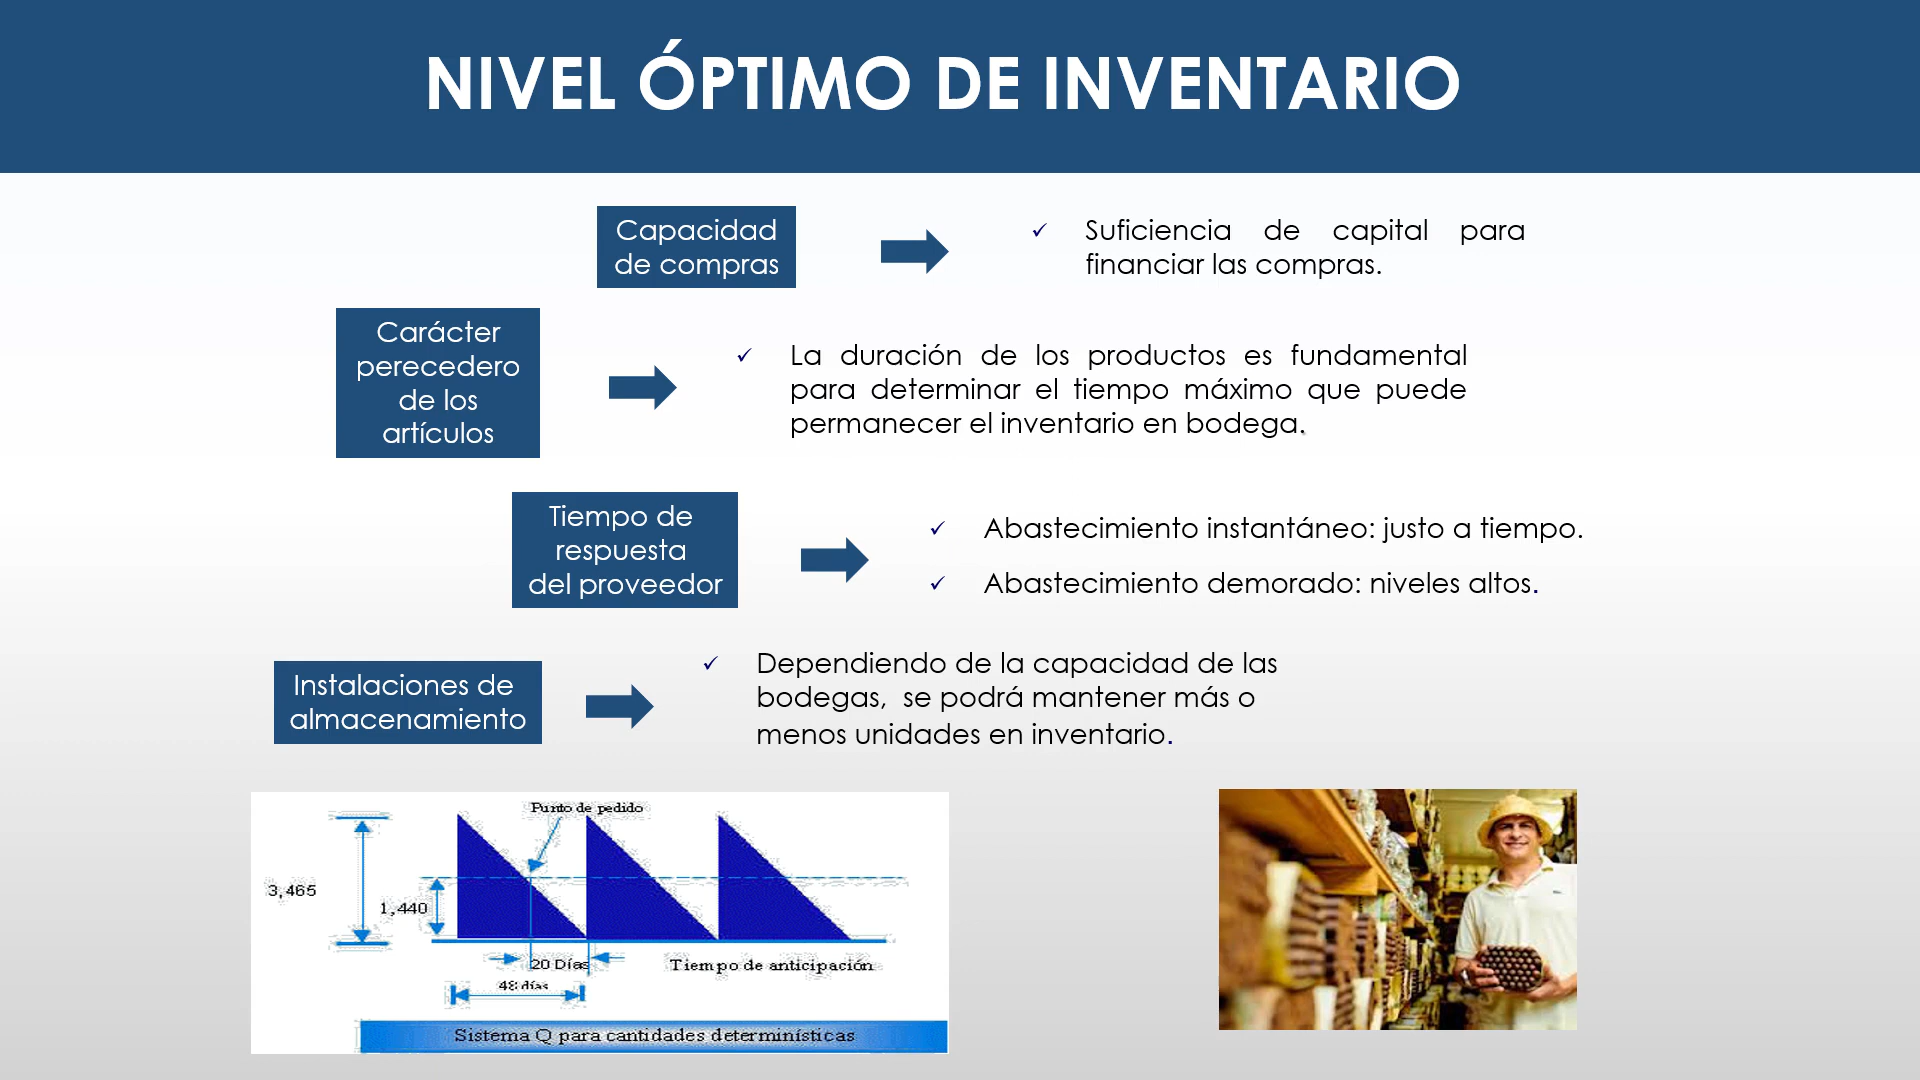 NIVEL ÓPTIMO DE INVENTARIO
Capacidad
de compras
✓ Suficiencia de capital para
financiar las compras.
Carácter
perecedero
de los
artículos
✓ La duración de los productos es fundamental
para determinar el tiempo máximo que puede
permanecer el inventario en bodega.
Tiempo de
respuesta
del proveedor
✓ Abastecimiento instantáneo: justo a tiempo.
✓ Abastecimiento demorado: niveles altos.
Instalaciones de
almacenamiento
✓ Dependiendo de la capacidad de las
bodegas, se podrá mantener más o
menos unidades en inventario.
Punto de pedido
3,465
1,440
20 Días
Tiempo de anticipación
48 días
Sistema Q para cantidades determinísticas